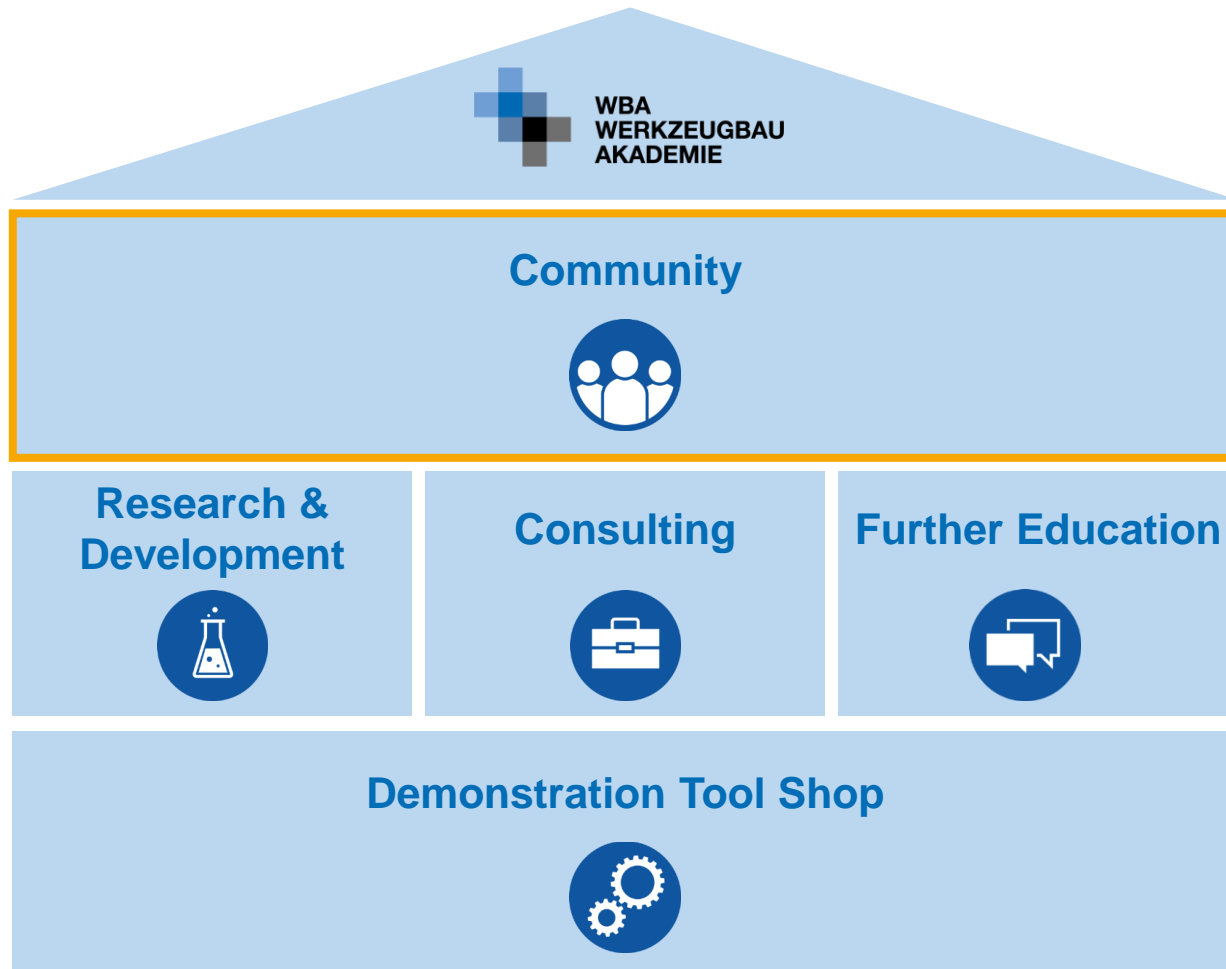 WBA
WERKZEUGBAU
AKADEMIE
Community
Research &
Development
Consulting
Further Education
Demonstration Tool Shop